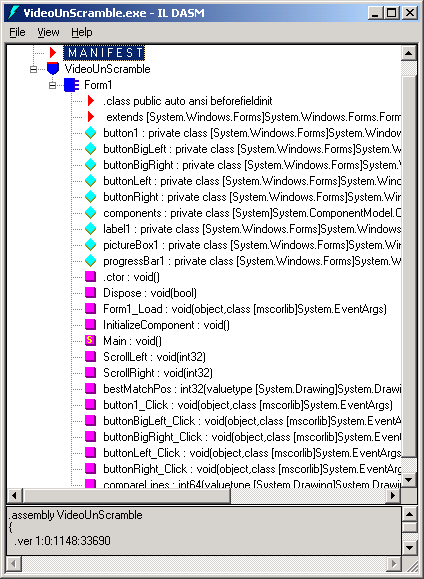 VideoUnScramble.exe - IL DASM
File View Help
M A N I F E S T
VideoUnScramble
Form1
.class public auto ansi beforefieldinit
extends [System.Windows.Forms]System.Windows.Forms.Form
button1 : private class [System.Windows.Forms]System.Window
buttonBigLeft : private class [System.Windows.Forms]System.W
buttonBigRight : private class [System.Windows.Forms]System.
buttonLeft : private class [System.Windows.Forms]System.Wind
buttonRight : private class [System.Windows.Forms]System.Win
components : private class [System]System.ComponentModel.C
label1 : private class [System.Windows.Forms]System.Windows.
pictureBox1 : private class [System.Windows.Forms]System.Wi
progressBar1 : private class [System.Windows.Forms]System.Wi
.ctor : void()
Dispose : void(bool)
Form1_Load : void(object,class [mscorlib]System.EventArgs)
InitializeComponent : void()
S Main : void()
ScrollLeft : void(int32)
ScrollRight : void(int32)
bestMatchPos : int32(valuetype [System.Drawing]System.Drawi
button1_Click : void(object,class [mscorlib]System.EventArgs)
buttonBigLeft_Click : void(object,class [mscorlib]System.EventAr
buttonBigRight_Click : void(object,class [mscorlib]System.Event
buttonLeft_Click : void(object,class [mscorlib]System.EventArgs)
buttonRight_Click : void(object,class [mscorlib]System.EventArg
compareLines : int64(valuetype [System.Drawing]System.Drawi
.assembly VideoUnScramble
{
.ver 1:0:1148:33690